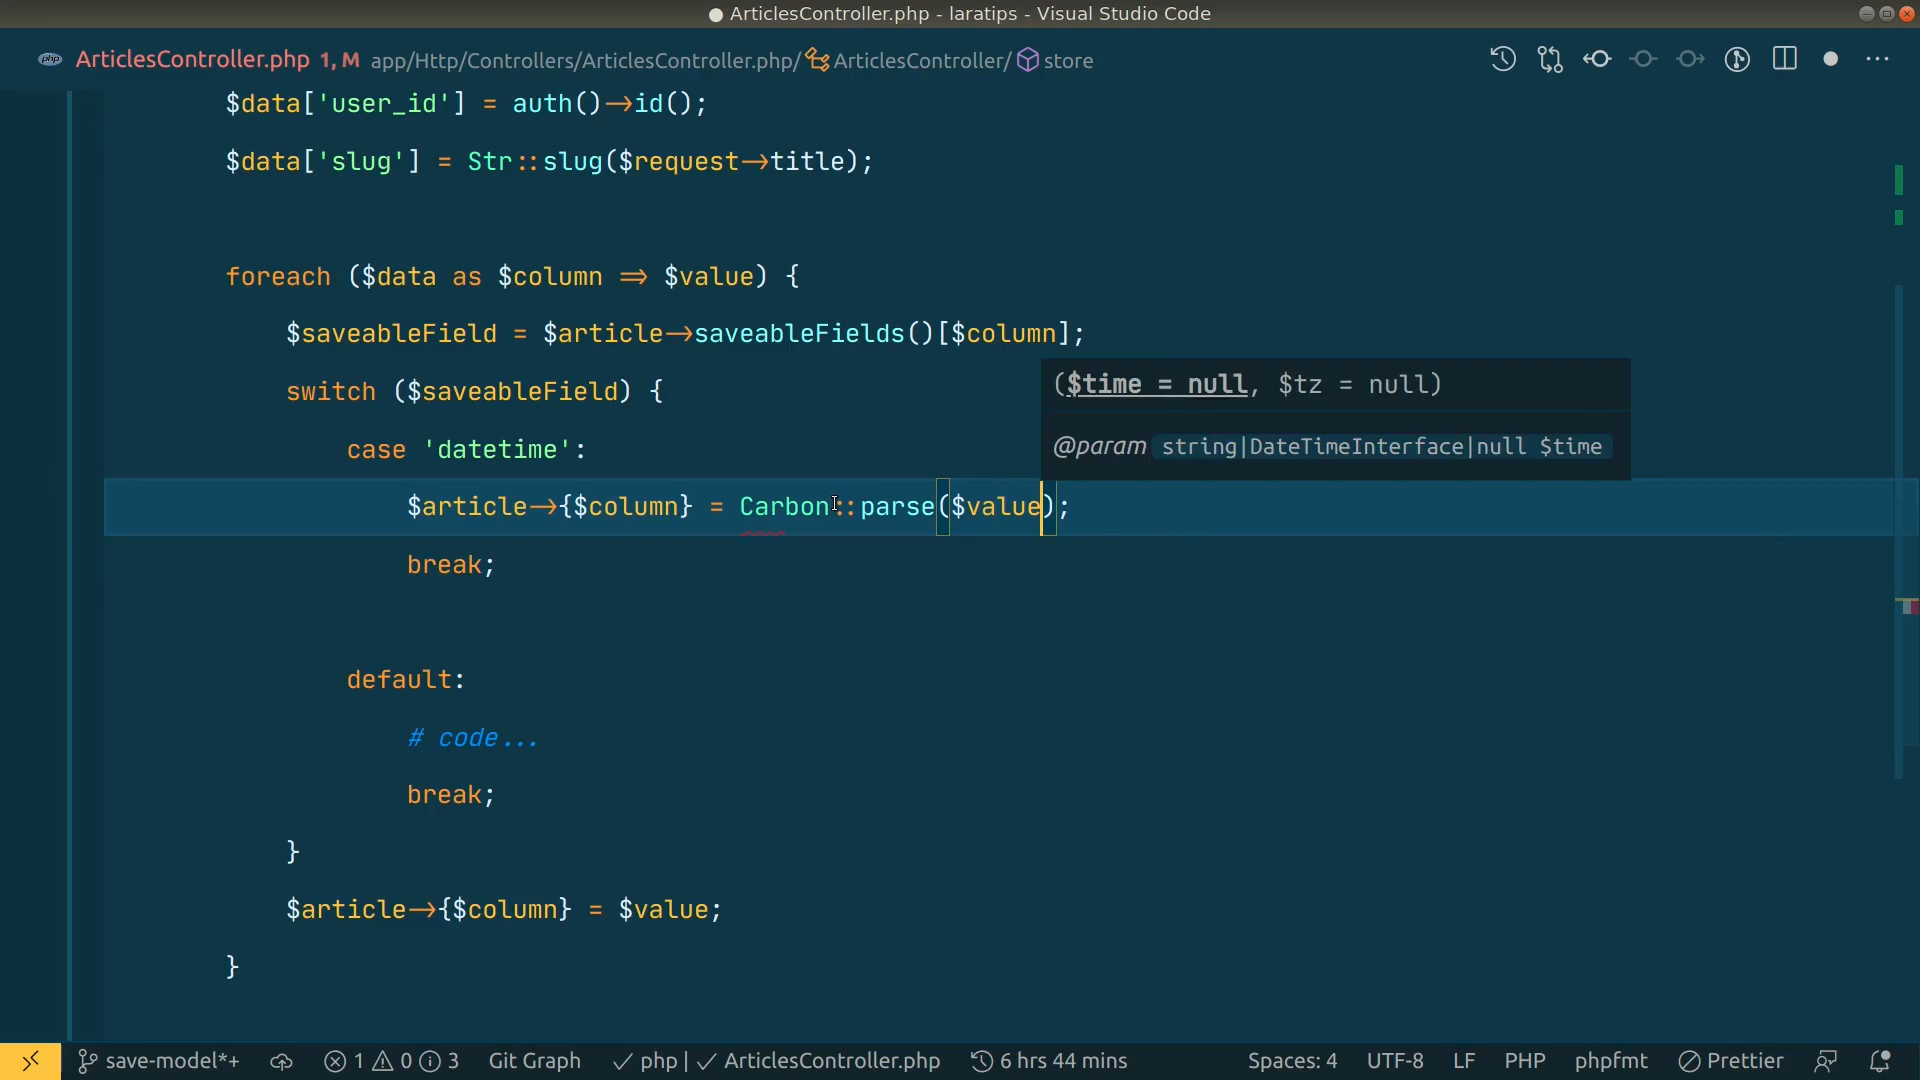 ArticlesController.php - laratips - Visual Studio Code
php ArticlesController.php 1, M app/Http/Controllers/ArticlesController.php/ ArticlesController/ store
$data['user_id'] = auth()->id();
$data['slug'] = Str::slug($request->title);
foreach ($data as $column => $value) {
$saveableField = $article->saveableFields()[$column];
switch ($saveableField) {
($time = null, $tz = null)
case 'datetime':
@param string|DateTimeInterface|null $time
$article->{$column} = Carbon::parse($value);
break;
default:
# code...
break;
}
$article->{$column} = $value;
}
save-model*+ 1 0 3 Git Graph php | ArticlesController.php 6 hrs 44 mins Spaces: 4 UTF-8 LF PHP phpfmt Prettier